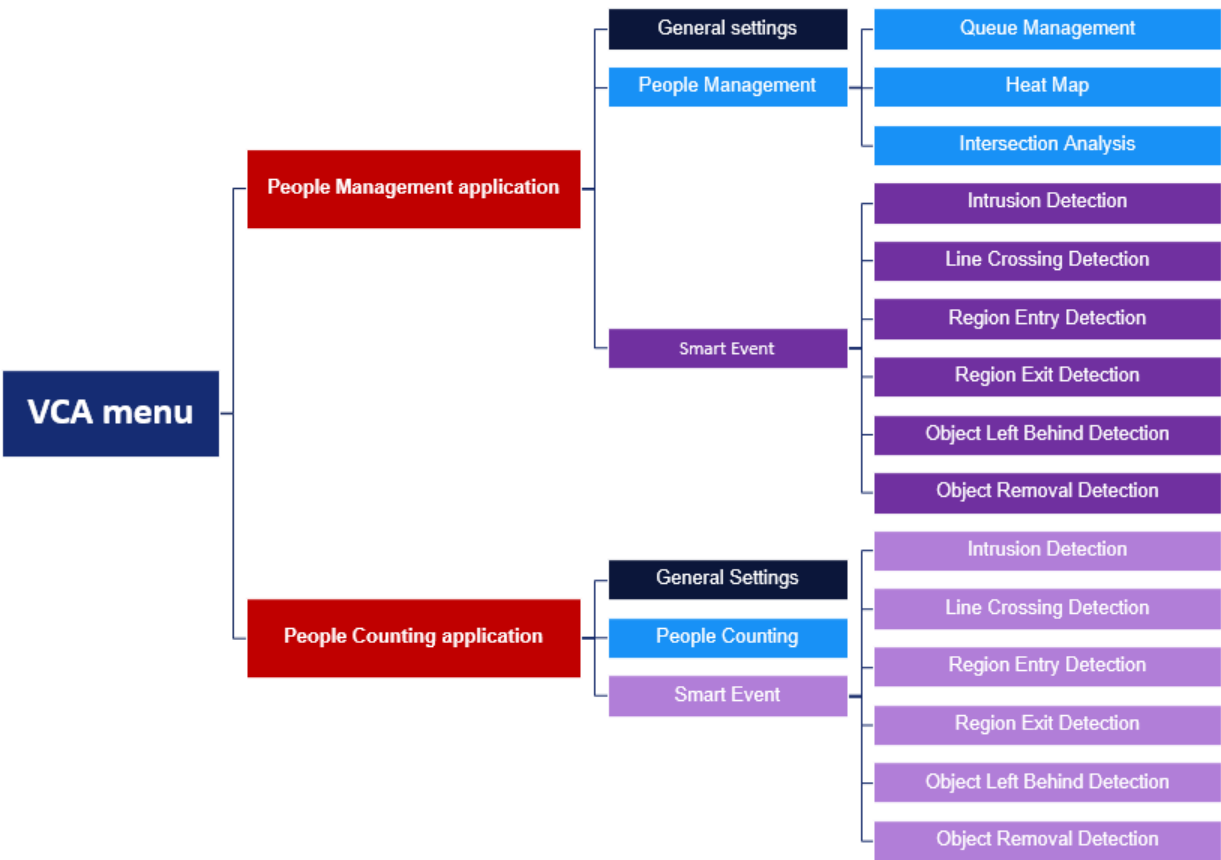 VCA menu
People Management application
General settings
People Management
Queue Management
Heat Map
Intersection Analysis
Smart Event
Intrusion Detection
Line Crossing Detection
Region Entry Detection
Region Exit Detection
Object Left Behind Detection
Object Removal Detection
People Counting application
General Settings
People Counting
Smart Event
Intrusion Detection
Line Crossing Detection
Region Entry Detection
Region Exit Detection
Object Left Behind Detection
Object Removal Detection